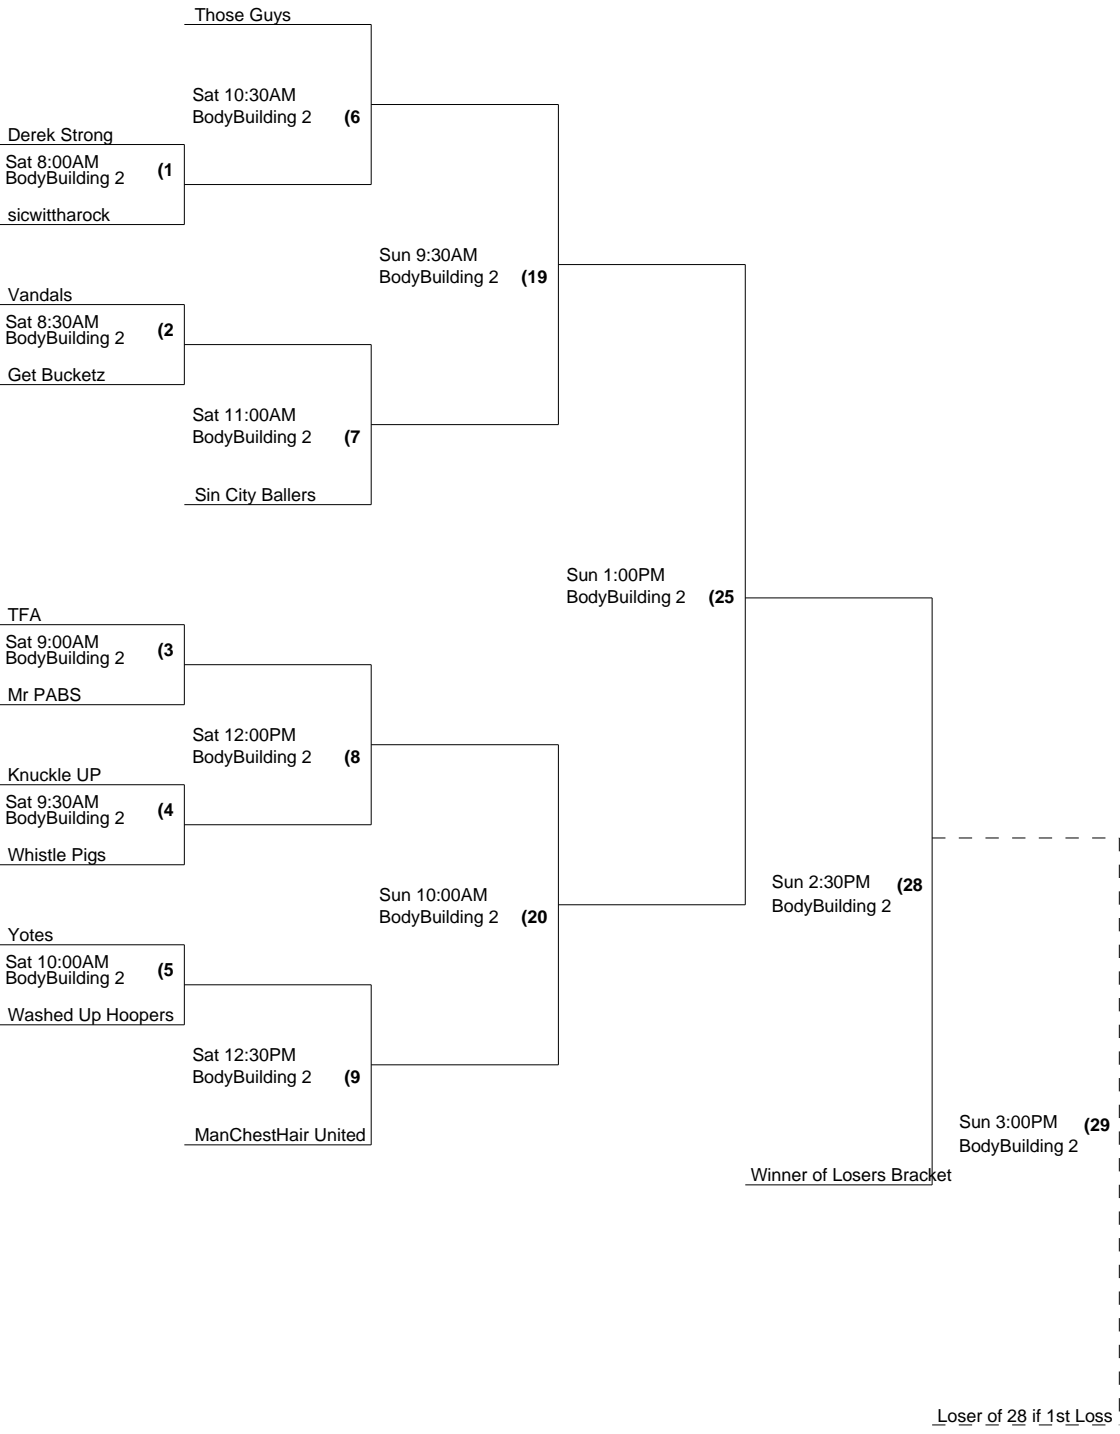 Those Guys
Sat 10:30AM
BodyBuilding 2 (6
Derek Strong
Sat 8:00AM
BodyBuilding 2 (1
sicwittharock
Sun 9:30AM
BodyBuilding 2 (19
Vandals
Sat 8:30AM
BodyBuilding 2 (2
Get Bucketz
Sat 11:00AM
BodyBuilding 2 (7
Sin City Ballers
Sun 1:00PM
BodyBuilding 2 (25
TFA
Sat 9:00AM
BodyBuilding 2 (3
Mr PABS
Sat 12:00PM
BodyBuilding 2 (8
Knuckle UP
Sat 9:30AM
BodyBuilding 2 (4
Whistle Pigs
Sun 10:00AM
BodyBuilding 2 (20
Sun 2:30PM (28
BodyBuilding 2
Yotes
Sat 10:00AM
BodyBuilding 2 (5
Washed Up Hoopers
Sat 12:30PM
BodyBuilding 2 (9
ManChestHair United
Sun 3:00PM (29
BodyBuilding 2
Winner of Losers Bracket
Loser of 28 if 1st Loss